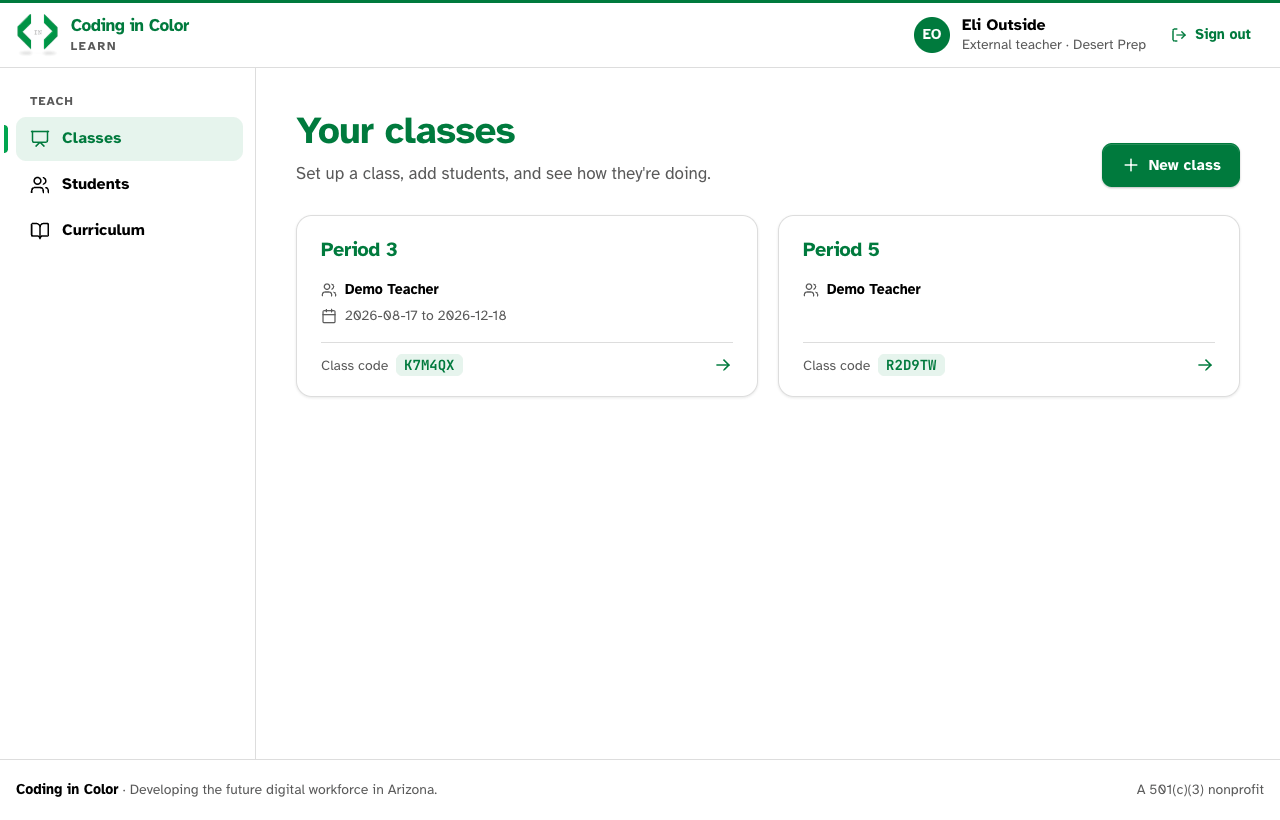 Coding in Color
LEARN
EO
Eli Outside
External teacher · Desert Prep
Sign out
TEACH
Classes
Students
Curriculum
Your classes
Set up a class, add students, and see how they're doing.
New class
Period 3
Demo Teacher
2026-08-17 to 2026-12-18
Class code K7M4QX
Period 5
Demo Teacher
Class code R2D9TW
Coding in Color · Developing the future digital workforce in Arizona.
A 501(c)(3) nonprofit